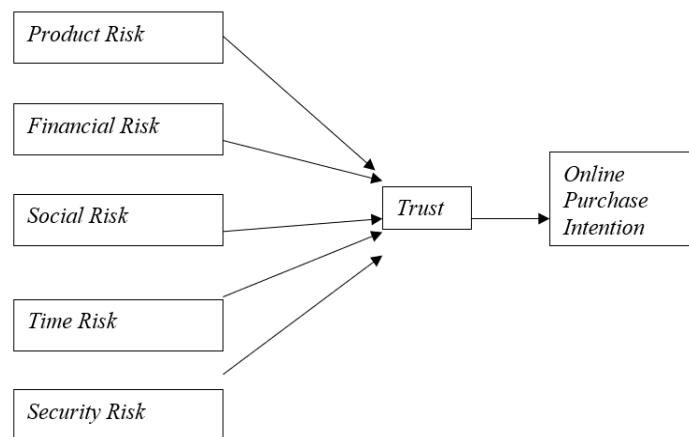 Product Risk
Financial Risk
Social Risk
Time Risk
Security Risk
Trust
Online
Purchase
Intention